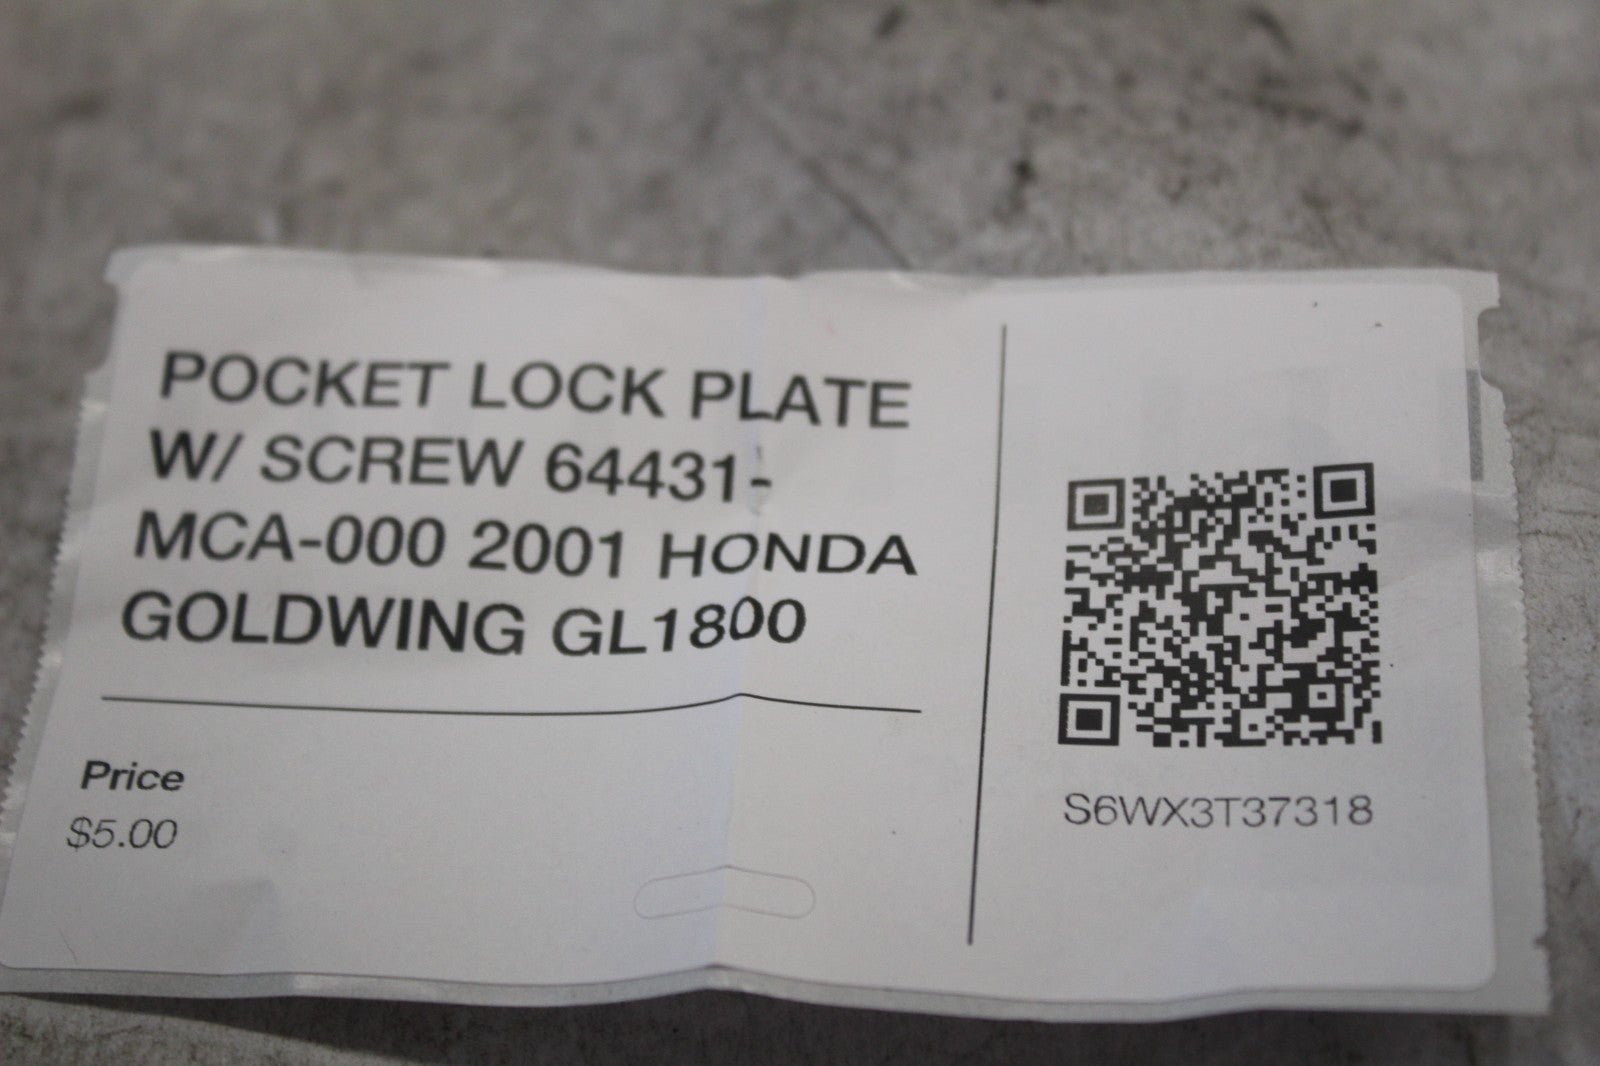 POCKET LOCK PLATE
W/ SCREW 64431-
MCA-000 2001 HONDA
GOLDWING GL1800
Price
$5.00
S6WX3T37318